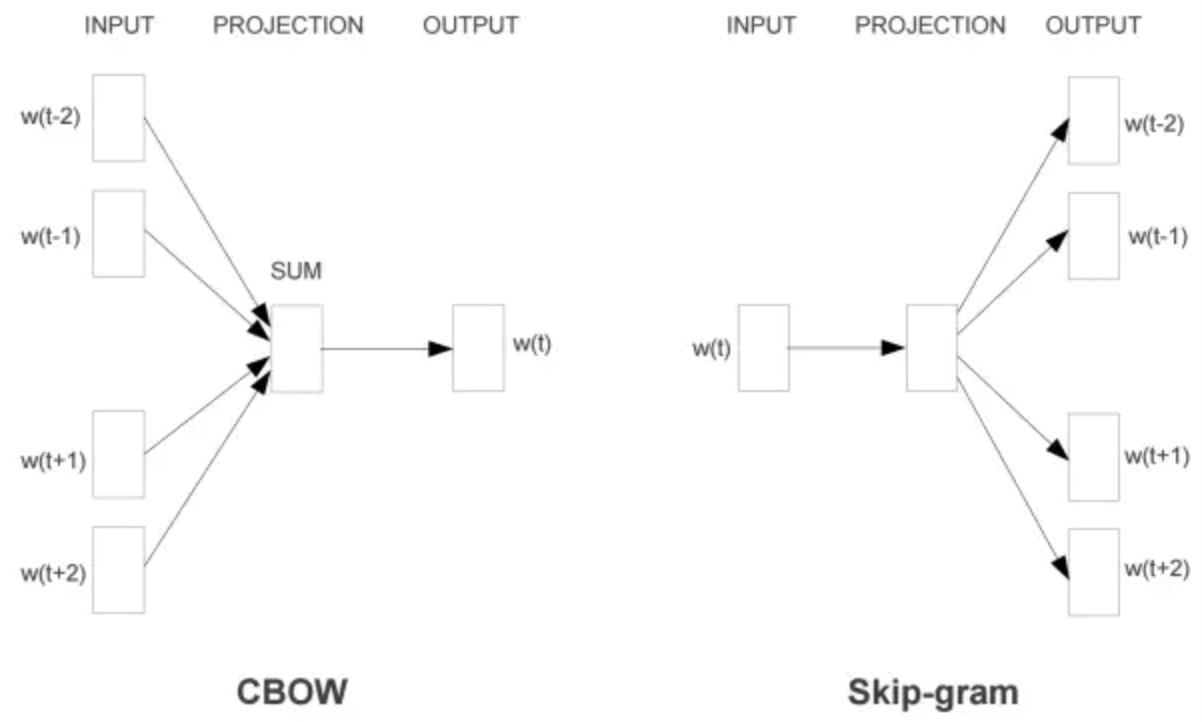 INPUT PROJECTION OUTPUT
w(t-2)
w(t-1)
SUM
w(t)
w(t+1)
w(t+2)
CBOW
INPUT PROJECTION OUTPUT
w(t-2)
w(t-1)
w(t)
w(t+1)
w(t+2)
Skip-gram